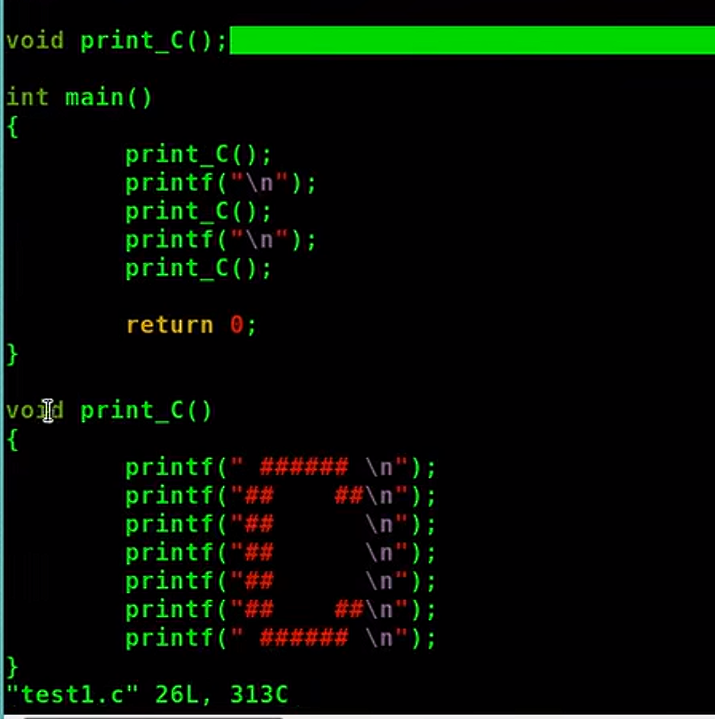 void print_C();
int main()
{
        print_C();
        printf("\n");
        print_C();
        printf("\n");
        print_C();
        return 0;
}
void print_C()
{
        printf(" ###### \n");
        printf("##    ##\n");
        printf("##      \n");
        printf("##      \n");
        printf("##      \n");
        printf("##    ##\n");
        printf(" ###### \n");
}
"test1.c" 26L, 313C